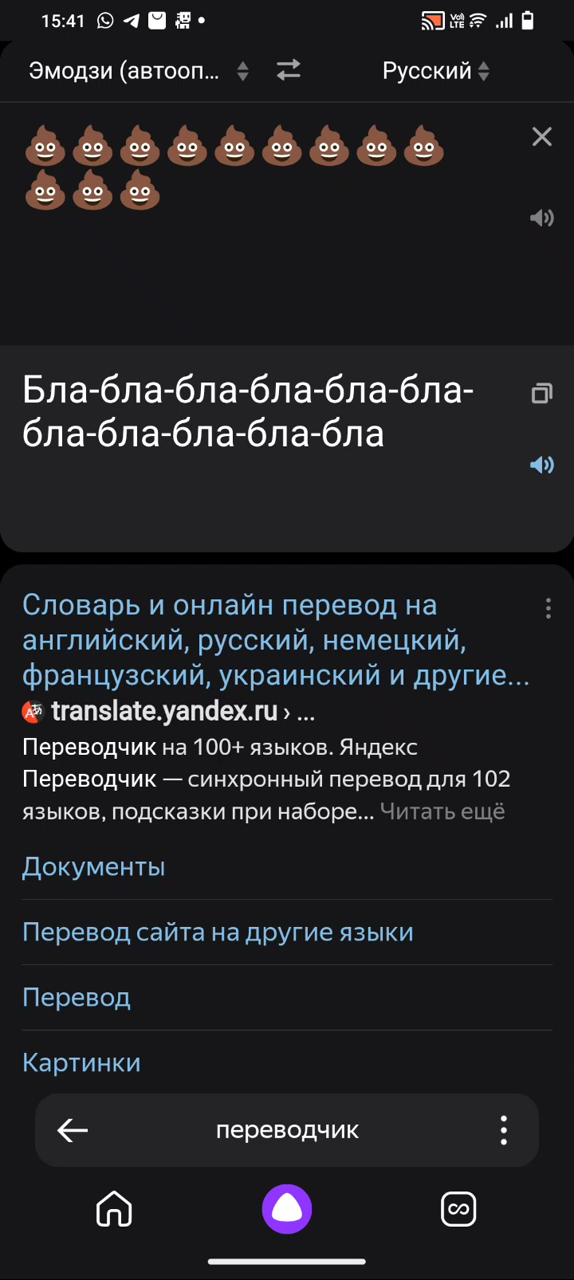 15:41
Vo)) LTE
Эмодзи (автооп...
Русский
💩💩💩💩💩💩💩💩💩
💩💩💩
Бла-бла-бла-бла-бла-бла-
бла-бла-бла-бла-бла
Словарь и онлайн перевод на
английский, русский, немецкий,
французский, украинский и другие...
translate.yandex.ru › ...
Переводчик на 100+ языков. Яндекс
Переводчик — синхронный перевод для 102
языков, подсказки при наборе... Читать ещё
Документы
Перевод сайта на другие языки
Перевод
Картинки
переводчик